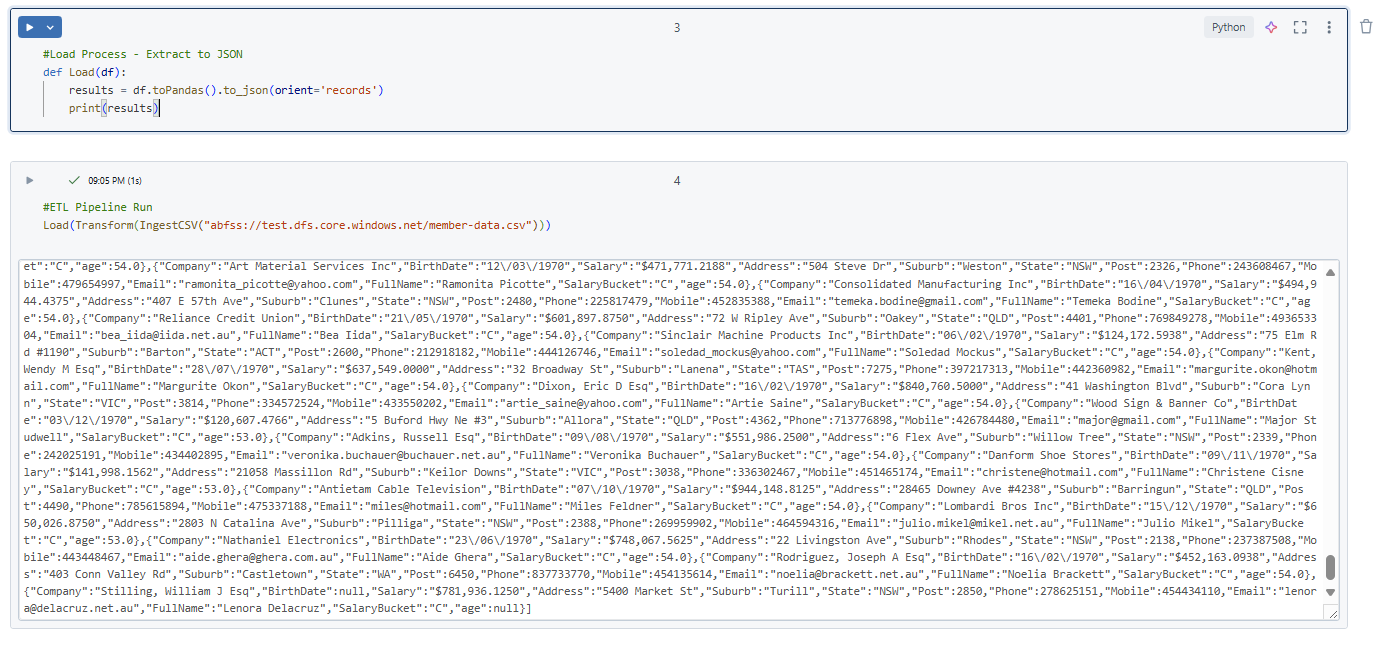 3
Python
#Load Process - Extract to JSON
def Load(df):
results = df.toPandas().to_json(orient='records')
print(results)
09:05 PM (1s)
4
#ETL Pipeline Run
Load(Transform(IngestCSV("abfss://test.dfs.core.windows.net/member-data.csv")))
et":"C","age":54.0},{"Company":"Art Material Services Inc","BirthDate":"12\/03\/1970","Salary":"$471,771.2188","Address":"504 Steve Dr","Suburb":"Weston","State":"NSW","Post":2326,"Phone":243608467,"Mo
bile":479654997,"Email":"ramonita_picotte@yahoo.com","FullName":"Ramonita Picotte","SalaryBucket":"C","age":54.0},{"Company":"Consolidated Manufacturing Inc","BirthDate":"16\/04\/1970","Salary":"$494,9
44.4375","Address":"407 E 57th Ave","Suburb":"Clunes","State":"NSW","Post":2480,"Phone":225817479,"Mobile":452835388,"Email":"temeka.bodine@gmail.com","FullName":"Temeka Bodine","SalaryBucket":"C","a
ge":54.0},{"Company":"Reliance Credit Union","BirthDate":"21\/05\/1970","Salary":"$601,897.8750","Address":"72 W Ripley Ave","Suburb":"Oakey","State":"QLD","Post":4401,"Phone":769849278,"Mobile":4936533
04,"Email":"bea_iida@iida.net.au","FullName":"Bea Iida","SalaryBucket":"C","age":54.0},{"Company":"Sinclair Machine Products Inc","BirthDate":"06\/02\/1970","Salary":"$124,172.5938","Address":"75 Elm R
d #1190","Suburb":"Barton","State":"ACT","Post":2600,"Phone":212918182,"Mobile":444126746,"Email":"soledad_mockus@yahoo.com","FullName":"Soledad Mockus","SalaryBucket":"C","age":54.0},{"Company":"Kent,
Wendy M Esq","BirthDate":"28\/07\/1970","Salary":"$637,549.0000","Address":"32 Broadway St","Suburb":"Lanena","State":"TAS","Post":7275,"Phone":397217313,"Mobile":442360982,"Email":"margurite.okon@hotm
ail.com","FullName":"Margurite Okon","SalaryBucket":"C","age":54.0},{"Company":"Dixon, Eric D Esq","BirthDate":"16\/02\/1970","Salary":"$840,760.5000","Address":"41 Washington Blvd","Suburb":"Cora Lyn
n","State":"VIC","Post":3814,"Phone":334572524,"Mobile":433550202,"Email":"artie_saine@yahoo.com","FullName":"Artie Saine","SalaryBucket":"C","age":54.0},{"Company":"Wood Sign & Banner Co","BirthDat
e":"03\/12\/1970","Salary":"$120,607.4766","Address":"5 Buford Hwy Ne #3","Suburb":"Allora","State":"QLD","Post":4362,"Phone":713776898,"Mobile":426784480,"Email":"major@gmail.com","FullName":"Major St
udwell","SalaryBucket":"C","age":53.0},{"Company":"Adkins, Russell Esq","BirthDate":"09\/08\/1970","Salary":"$551,986.2500","Address":"6 Flex Ave","Suburb":"Willow Tree","State":"NSW","Post":2339,"Phon
e":242025191,"Mobile":434402895,"Email":"veronika.buchauer@buchauer.net.au","FullName":"Veronika Buchauer","SalaryBucket":"C","age":54.0},{"Company":"Danform Shoe Stores","BirthDate":"09\/11\/1970","Sa
lary":"$141,998.1562","Address":"21058 Massillon Rd","Suburb":"Keilor Downs","State":"VIC","Post":3038,"Phone":336302467,"Mobile":451465174,"Email":"christene@hotmail.com","FullName":"Christene Cisne
y","SalaryBucket":"C","age":53.0},{"Company":"Antietam Cable Television","BirthDate":"07\/10\/1970","Salary":"$944,148.8125","Address":"28465 Downey Ave #4238","Suburb":"Barringun","State":"QLD","Pos
t":4490,"Phone":785615894,"Mobile":475337188,"Email":"miles@hotmail.com","FullName":"Miles Feldner","SalaryBucket":"C","age":54.0},{"Company":"Lombardi Bros Inc","BirthDate":"15\/12\/1970","Salary":"$6
50,026.8750","Address":"2803 N Catalina Ave","Suburb":"Pilliga","State":"NSW","Post":2388,"Phone":269959902,"Mobile":464594316,"Email":"julio.mikel@mikel.net.au","FullName":"Julio Mikel","SalaryBucke
t":"C","age":53.0},{"Company":"Nathaniel Electronics","BirthDate":"23\/06\/1970","Salary":"$748,067.5625","Address":"22 Livingston Ave","Suburb":"Rhodes","State":"NSW","Post":2138,"Phone":237387508,"Mo
bile":443448467,"Email":"aide.ghera@ghera.com.au","FullName":"Aide Ghera","SalaryBucket":"C","age":54.0},{"Company":"Rodriguez, Joseph A Esq","BirthDate":"16\/02\/1970","Salary":"$452,163.0938","Addres
s":"403 Conn Valley Rd","Suburb":"Castletown","State":"WA","Post":6450,"Phone":837733770,"Mobile":454135614,"Email":"noelia@brackett.net.au","FullName":"Noelia Brackett","SalaryBucket":"C","age":54.0},
{"Company":"Stilling, William J Esq","BirthDate":null,"Salary":"$781,936.1250","Address":"5400 Market St","Suburb":"Turill","State":"NSW","Post":2850,"Phone":278625151,"Mobile":454434110,"Email":"lenor
a@delacruz.net.au","FullName":"Lenora Delacruz","SalaryBucket":"C","age":null}]